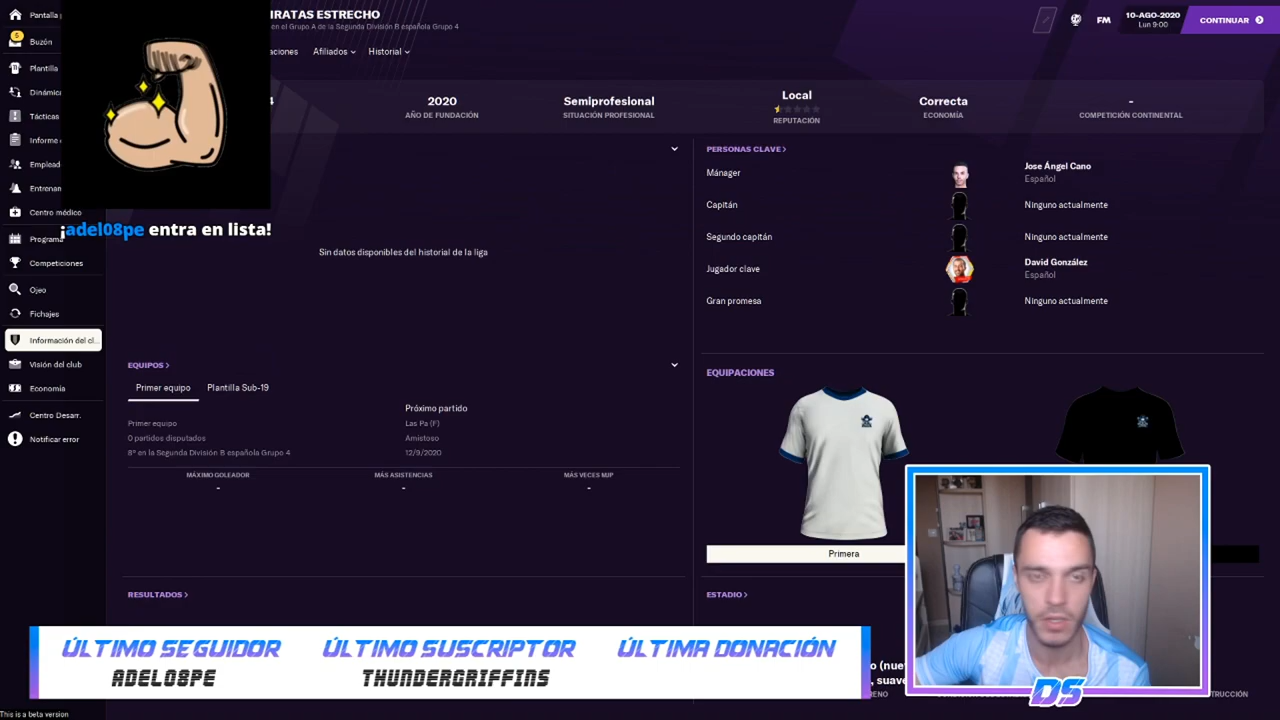 Pantalla
IRATAS ESTRECHO
en el Grupo A de la Segunda División B española Grupo 4
10-AGO-2020
Lun 9:00
FM
CONTINUAR
5
Buzón
aciones
Afiliados
Historial
Plantilla
Dinámic
Tácticas
Informe
Emplead
Entrenan
Centro médico
Programa
Competiciones
Ojeo
Fichajes
Información del cl...
Visión del club
Economía
Centro Desarr.
Notificar error
¡adel08pe entra en lista!
4
2020
AÑO DE FUNDACIÓN
Semiprofesional
SITUACIÓN PROFESIONAL
Local
REPUTACIÓN
Correcta
ECONOMÍA
-
COMPETICIÓN CONTINENTAL
Sin datos disponibles del historial de la liga
PERSONAS CLAVE
Mánager
Jose Ángel Cano
Español
Capitán
Ninguno actualmente
Segundo capitán
Ninguno actualmente
Jugador clave
David González
Español
Gran promesa
Ninguno actualmente
EQUIPOS
Primer equipo
Plantilla Sub-19
Próximo partido
Primer equipo
Las Pa (F)
0 partidos disputados
Amistoso
8º en la Segunda División B española Grupo 4
12/9/2020
MÁXIMO GOLEADOR
MÁS ASISTENCIAS
MÁS VECES MJP
-
-
-
EQUIPACIONES
Primera
RESULTADOS
ESTADIO
o (nue
, suave
RENO
TRUCCIÓN
ÚLTIMO SEGUIDOR
ADEL08PE
ÚLTIMO SUSCRIPTOR
THUNDERGRIFFINS
ÚLTIMA DONACIÓN
DS
This is a beta version